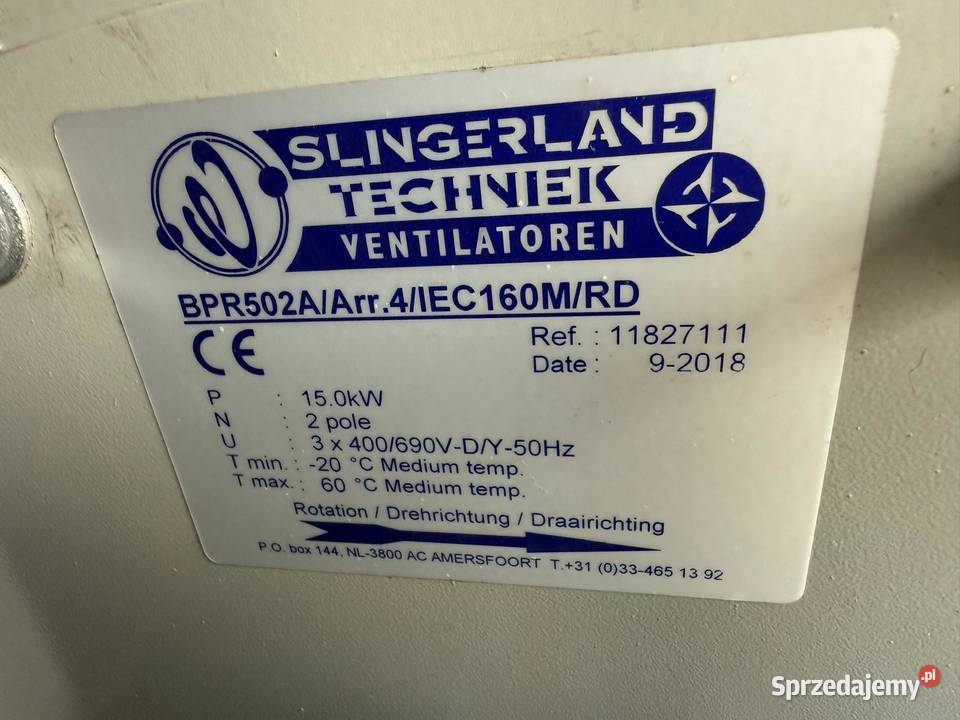 SLINGERLAND
TECHNIEK
VENTILATOREN
BPR502A/Arr.4/IEC160M/RD
CE
Ref. : 11827111
Date : 9-2018
P : 15.0kW
N : 2 pole
U : 3 x 400/690V-D/Y-50Hz
T min. : -20 °C Medium temp.
T max. : 60 °C Medium temp.
Rotation / Drehrichtung / Draairichting
P.O. box 144, NL-3800 AC AMERSFOORT T.+31 (0)33-465 13 92
Sprzedajemy.pl